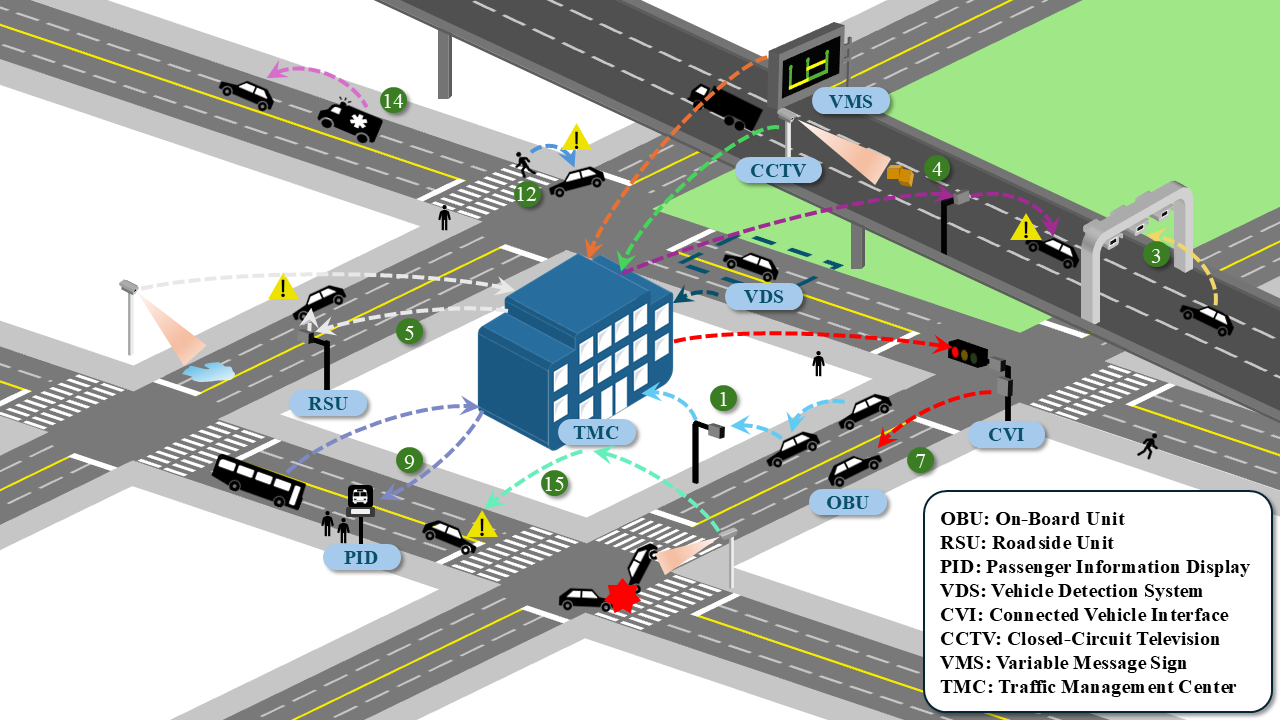 14
VMS
CCTV
4
12
3
VDS
5
RSU
1
TMC
CVI
9
7
15
OBU
PID
OBU: On-Board Unit
RSU: Roadside Unit
PID: Passenger Information Display
VDS: Vehicle Detection System
CVI: Connected Vehicle Interface
CCTV: Closed-Circuit Television
VMS: Variable Message Sign
TMC: Traffic Management Center